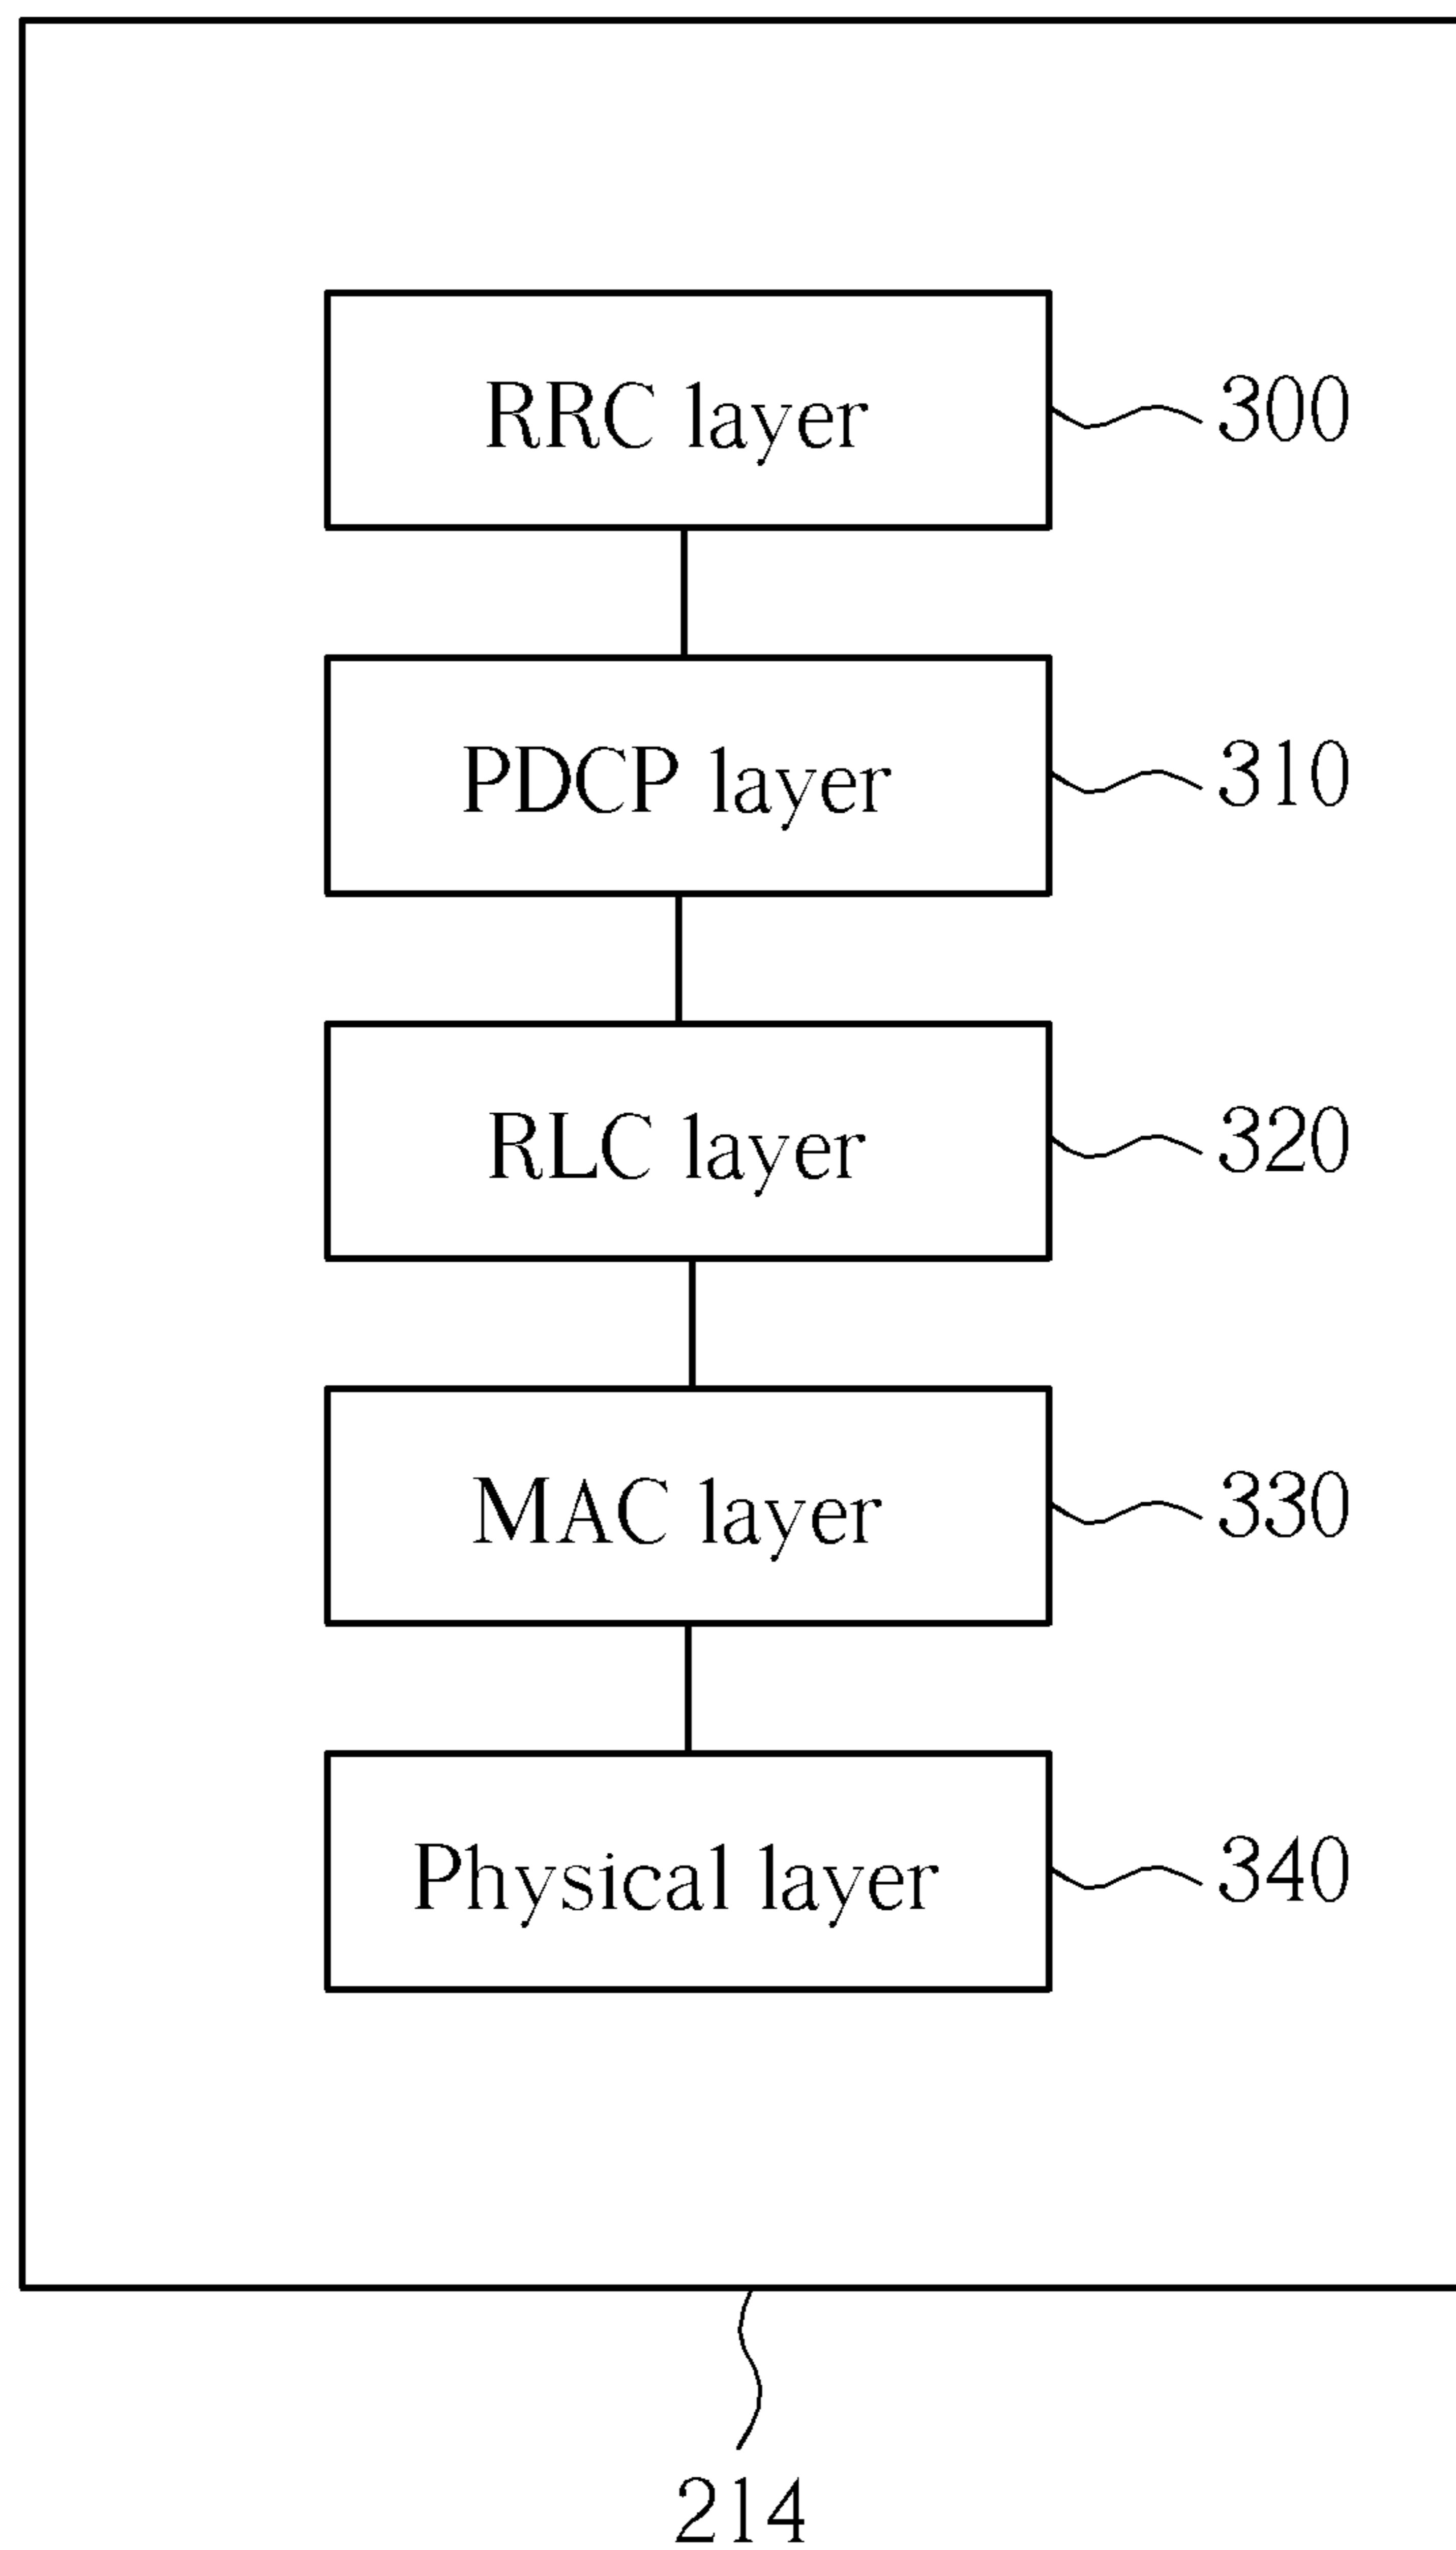 RRC layer
300
PDCP layer
310
RLC layer
320
MAC layer
330
Physical layer
340
214